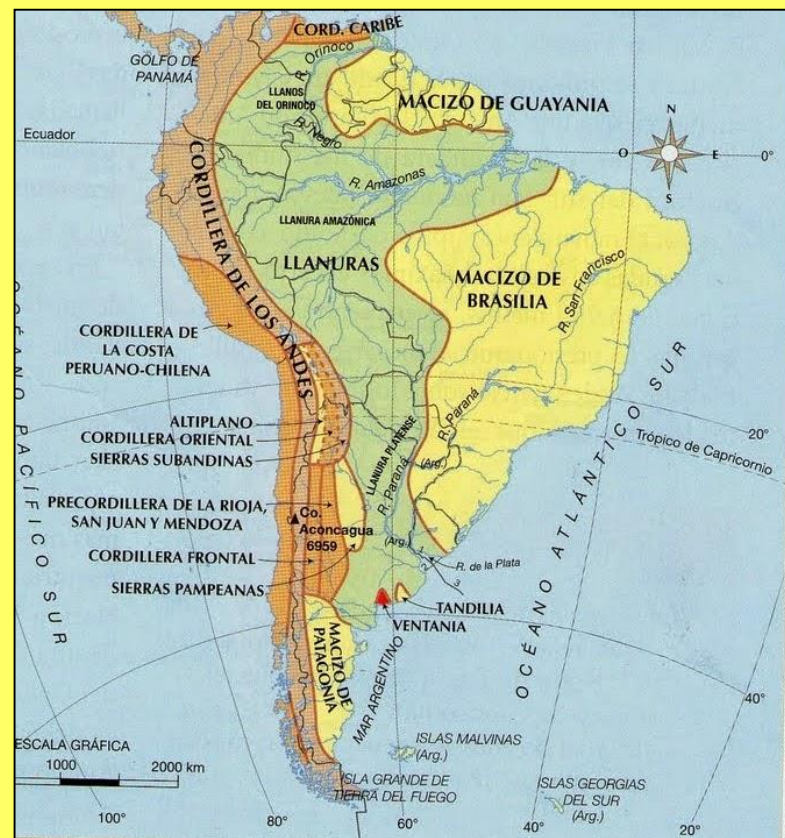 CORD. CARIBE
GOLFO DE
PANAMÁ
R. Orinoco
LLANOS
DEL ORINOCO
MACIZO DE GUAYANIA
N
O
E
S
Ecuador
0°
R. Negro
R. Amazonas
CORDILLERA DE LOS ANDES
LLANURA AMAZÓNICA
LLANURAS
MACIZO DE
BRASILIA
R. San Francisco
CORDILLERA DE
LA COSTA
PERUANO-CHILENA
OCÉANO PACÍFICO SUR
OCÉANO ATLÁNTICO SUR
ALTIPLANO
CORDILLERA ORIENTAL
SIERRAS SUBANDINAS
LLANURA PLATENSE
R. Paraná
R. Paraná
(Arg.)
20°
Trópico de Capricornio
PRECORDILLERA DE LA RIOJA,
SAN JUAN Y MENDOZA
Co.
Aconcagua
6959
CORDILLERA FRONTAL
SIERRAS PAMPEANAS
(Arg.)
1
2
3
R. de la Plata
TANDILIA
VENTANIA
MACIZO DE
PATAGONIA
MAR ARGENTINO
40°
ISLAS MALVINAS
(Arg.)
ESCALA GRÁFICA
1000
2000 km
ISLA GRANDE DE
TIERRA DEL FUEGO
ISLAS GEORGIAS
DEL SUR
(Arg.)
100°
80°
60°
40°
20°